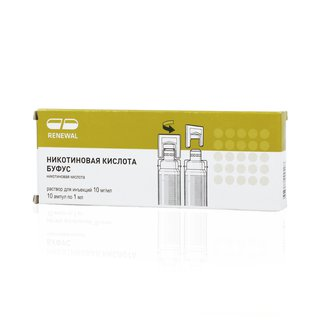 RENEWAL
НИКОТИНОВАЯ КИСЛОТА
БУФУС
никотиновая кислота
раствор для инъекций 10 мг/мл
10 ампул по 1 мл